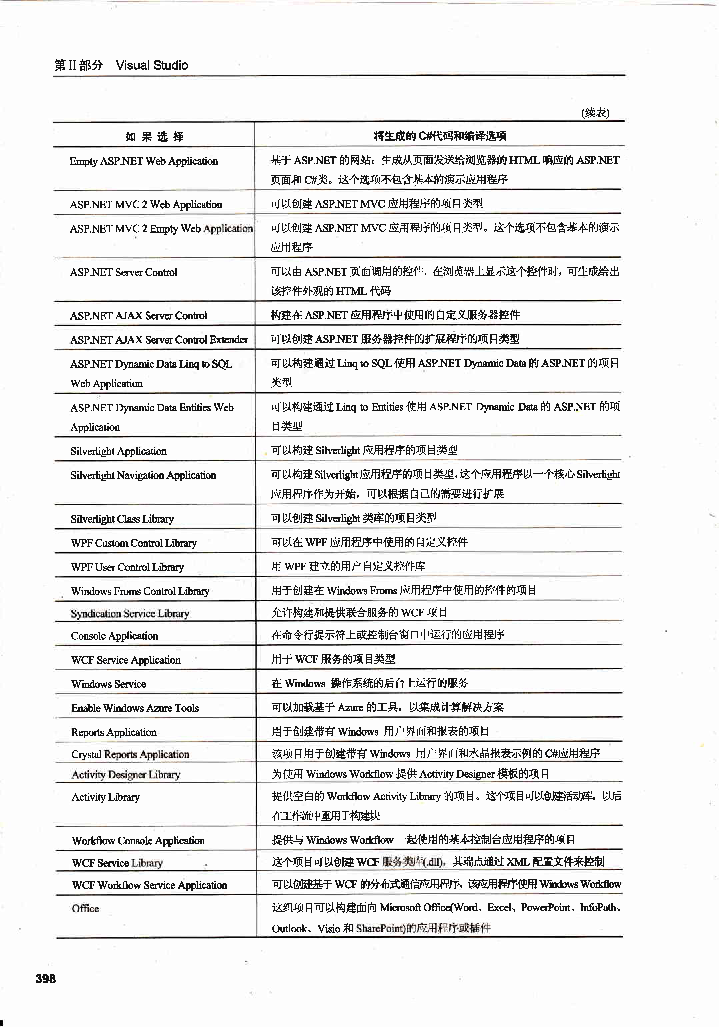 第II部分 Visual Studio
(续表)
如果选择 将生成的C#代码和编译选项
Empty ASP.NET Web Application 基于 ASP.NET 的网站：生成从页面发送给浏览器的 HTML 响应的 ASP.NET
页面和 C#类。这个选项不包含基本的演示应用程序
ASP.NET MVC 2 Web Application 可以创建 ASP.NET MVC 应用程序的项目类型
ASP.NET MVC 2 Empty Web Application 可以创建 ASP.NET MVC 应用程序的项目类型。这个选项不包含基本的演示
应用程序
ASP.NET Server Control 可以由 ASP.NET 页面调用的控件，在浏览器上显示这个控件时，可生成给出
该控件外观的 HTML 代码
ASP.NET AJAX Server Control 构建在 ASP.NET 应用程序中使用的自定义服务器控件
ASP.NET AJAX Server Control Extender 可以创建 ASP.NET 服务器控件的扩展程序的项目类型
ASP.NET Dynamic Data Linq to SQL 可以构建通过 Linq to SQL 使用 ASP.NET Dynamic Data 的 ASP.NET 的项目
Web Application 类型
ASP.NET Dynamic Data Entities Web 可以构建通过 Linq to Entities 使用 ASP.NET Dynamic Data 的 ASP.NET 的项
Application 目类型
Silverlight Application 可以构建 Silverlight 应用程序的项目类型
Silverlight Navigation Application 可以构建 Silverlight 应用程序的项目类型,这个应用程序以一个核心 Silverlight
应用程序作为开始，可以根据自己的需要进行扩展
Silverlight Class Library 可以创建 Silverlight 类库的项目类型
WPF Custom Control Library 可以在 WPF 应用程序中使用的自定义控件
WPF User Control Library 用 WPF 建立的用户自定义控件库
Windows Froms Control Library 用于创建在 Windows Froms 应用程序中使用的控件的项目
Syndication Service Library 允许构建和提供联合服务的 WCF 项目
Console Application 在命令行提示符上或控制台窗口中运行的应用程序
WCF Service Application 用于 WCF 服务的项目类型
Windows Service 在 Windows 操作系统的后台上运行的服务
Enable Windows Azure Tools 可以加载基于 Azure 的工具，以集成计算解决方案
Reports Application 用于创建带有 Windows 用户界面和报表的项目
Crystal Reports Application 该项目用于创建带有 Windows 用户界面和水晶报表示例的 C#应用程序
Activity Designer Library 为使用 Windows Workflow 提供 Activity Designer 模板的项目
Activity Library 提供空白的 Workflow Activity Library 的项目。这个项目可以创建活动库，以后
在工作流中重用于构建块
Workflow Console Application 提供与 Windows Workflow 一起使用的基本控制台应用程序的项目
WCF Service Library 这个项目可以创建 WCF 服务类库(.dll)，其端点通过 XML 配置文件来控制
WCF Workflow Service Application 可以创建基于 WCF 的分布式通信应用程序，该应用程序使用 Windows Workflow
Office 这组项目可以构建面向 Microsoft Office(Word、Excel、PowerPoint、InfoPath、
Outlook、Visio 和 SharePoint)的应用程序或插件
398